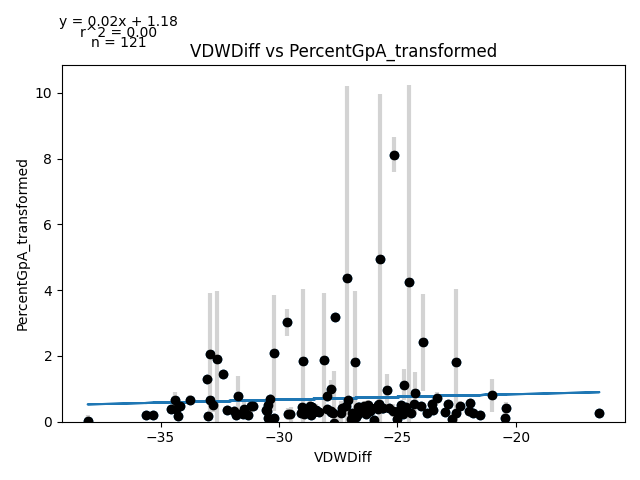 y = 0.02x + 1.18
r^2 = 0.00
n = 121
VDWDiff vs PercentGpA_transformed
PercentGpA_transformed
10
8
6
4
2
0
−35
−30
−25
−20
VDWDiff